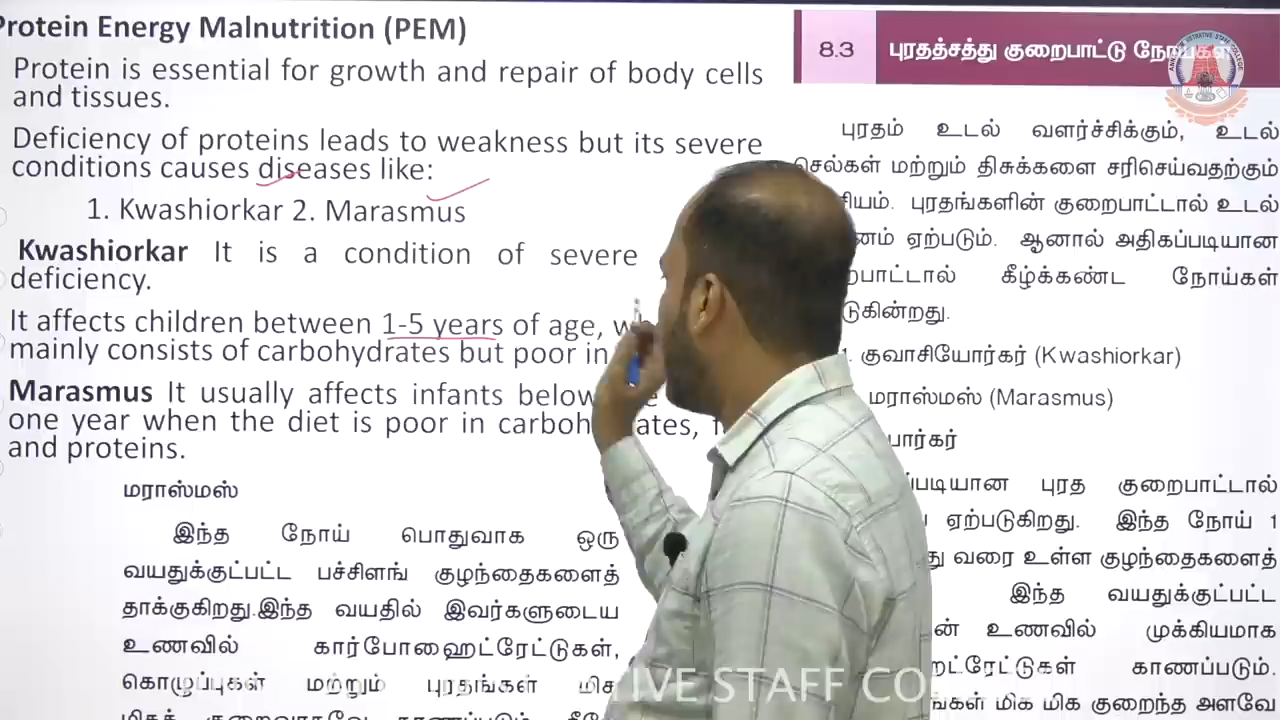 Protein Energy Malnutrition (PEM)
Protein is essential for growth and repair of body cells
and tissues.
Deficiency of proteins leads to weakness but its severe
conditions causes diseases like:
1. Kwashiorkar 2. Marasmus
Kwashiorkar It is a condition of severe
deficiency.
It affects children between 1-5 years of age,
mainly consists of carbohydrates but poor in
Marasmus It usually affects infants below
one year when the diet is poor in
and proteins.
மராஸ்மஸ்
இந்த நோய் பொதுவாக ஒரு
வயதுக்குட்பட்ட பச்சிளங் குழந்தைகளைத்
தாக்குகிறது.இந்த வயதில் இவர்களுடைய
உணவில் கார்போஹைட்ரேட்டுகள்,
கொழுப்புகள் மற்றும் புரதங்கள் மிக
8.3 புரதச்சத்து குறைபாட்டு நோய்கள்
புரதம் உடல் வளர்ச்சிக்கும், உடல்
செல்கள் மற்றும் திசுக்களை சரிசெய்வதற்கும்
புரதங்களின் குறைபாட்டால் உடல்
ஏற்படும். ஆனால் அதிகப்படியான
கீழ்க்கண்ட நோய்கள்
குவாசியோர்கர் (Kwashiorkar)
மராஸ்மஸ் (Marasmus)
புரத குறைபாட்டால்
ஏற்படுகிறது. இந்த நோய் 1
வரை உள்ள குழந்தைகளைத்
இந்த வயதுக்குட்பட்ட
உணவில் முக்கியமாக
காணப்படும்.
மிக மிக குறைந்த அளவே
STAFF